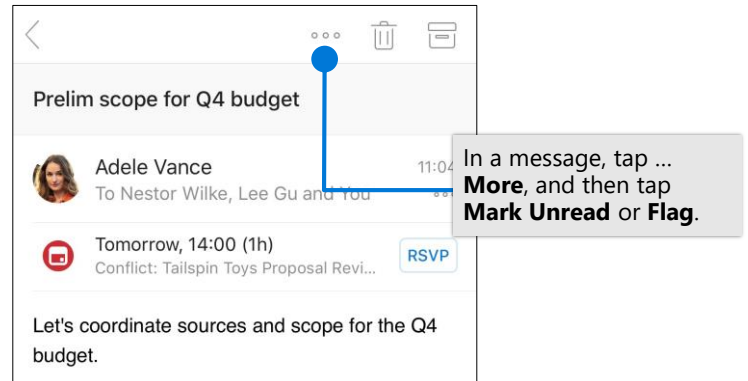 Prelim scope for Q4 budget
Adele Vance
11:04
To Nestor Wilke, Lee Gu and You
Tomorrow, 14:00 (1h)
Conflict: Tailspin Toys Proposal Revi...
RSVP
Let's coordinate sources and scope for the Q4
budget.
In a message, tap ...
More, and then tap
Mark Unread or Flag.